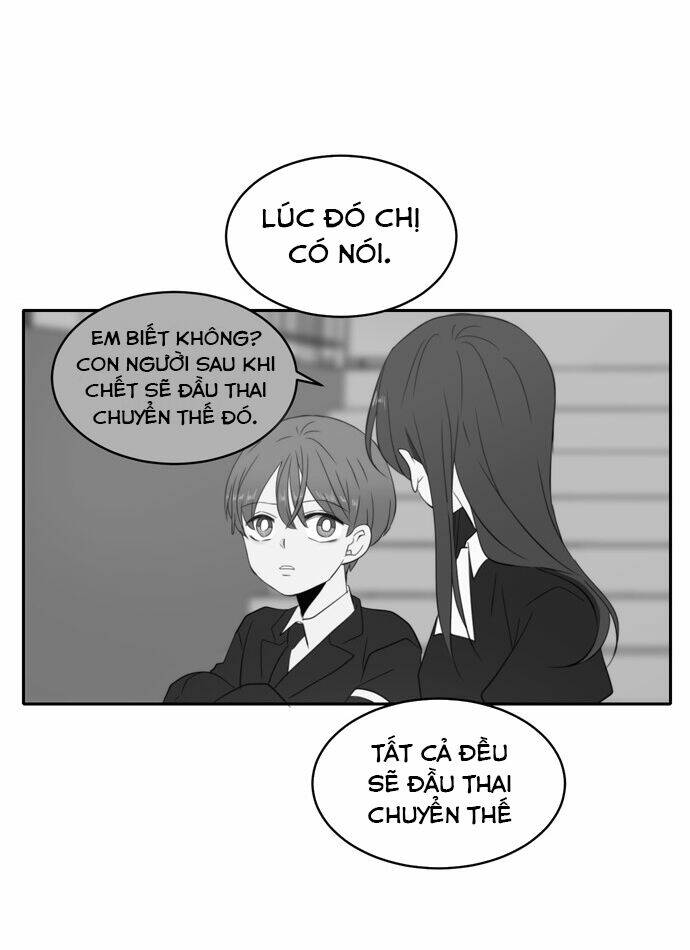 LÚC ĐÓ CHỊ
CÓ NÓI.
EM BIẾT KHÔNG?
CON NGƯỜI SAU KHI
CHẾT SẼ ĐẦU THAI
CHUYỂN THẾ ĐÓ.
TẤT CẢ ĐỀU
SẼ ĐẦU THAI
CHUYỂN THẾ